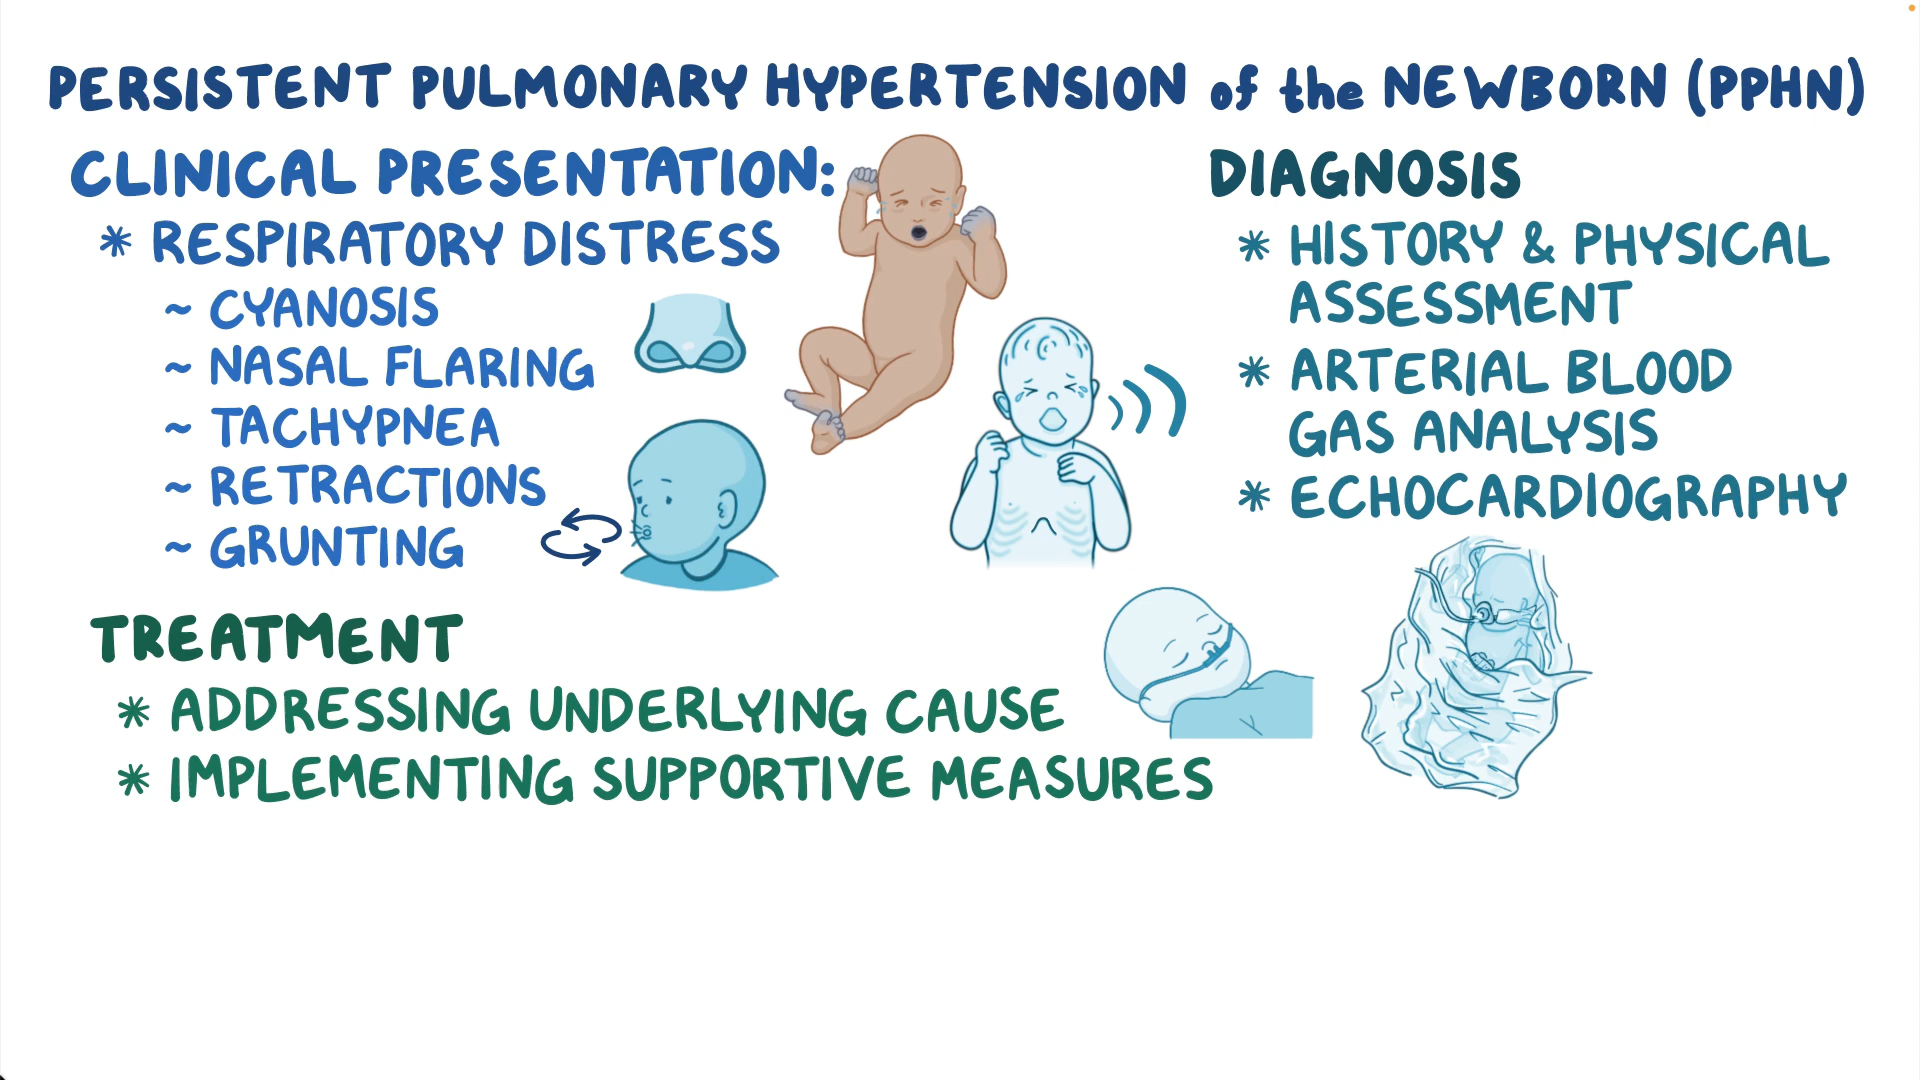 PERSISTENT PULMONARY HYPERTENSION of the NEWBORN (PPHN)
CLINICAL PRESENTATION:
* RESPIRATORY DISTRESS
~ CYANOSIS
~ NASAL FLARING
~ TACHYPNEA
~ RETRACTIONS
~ GRUNTING
DIAGNOSIS
* HISTORY & PHYSICAL
ASSESSMENT
* ARTERIAL BLOOD
GAS ANALYSIS
* ECHOCARDIOGRAPHY
TREATMENT
* ADDRESSING UNDERLYING CAUSE
* IMPLEMENTING SUPPORTIVE MEASURES